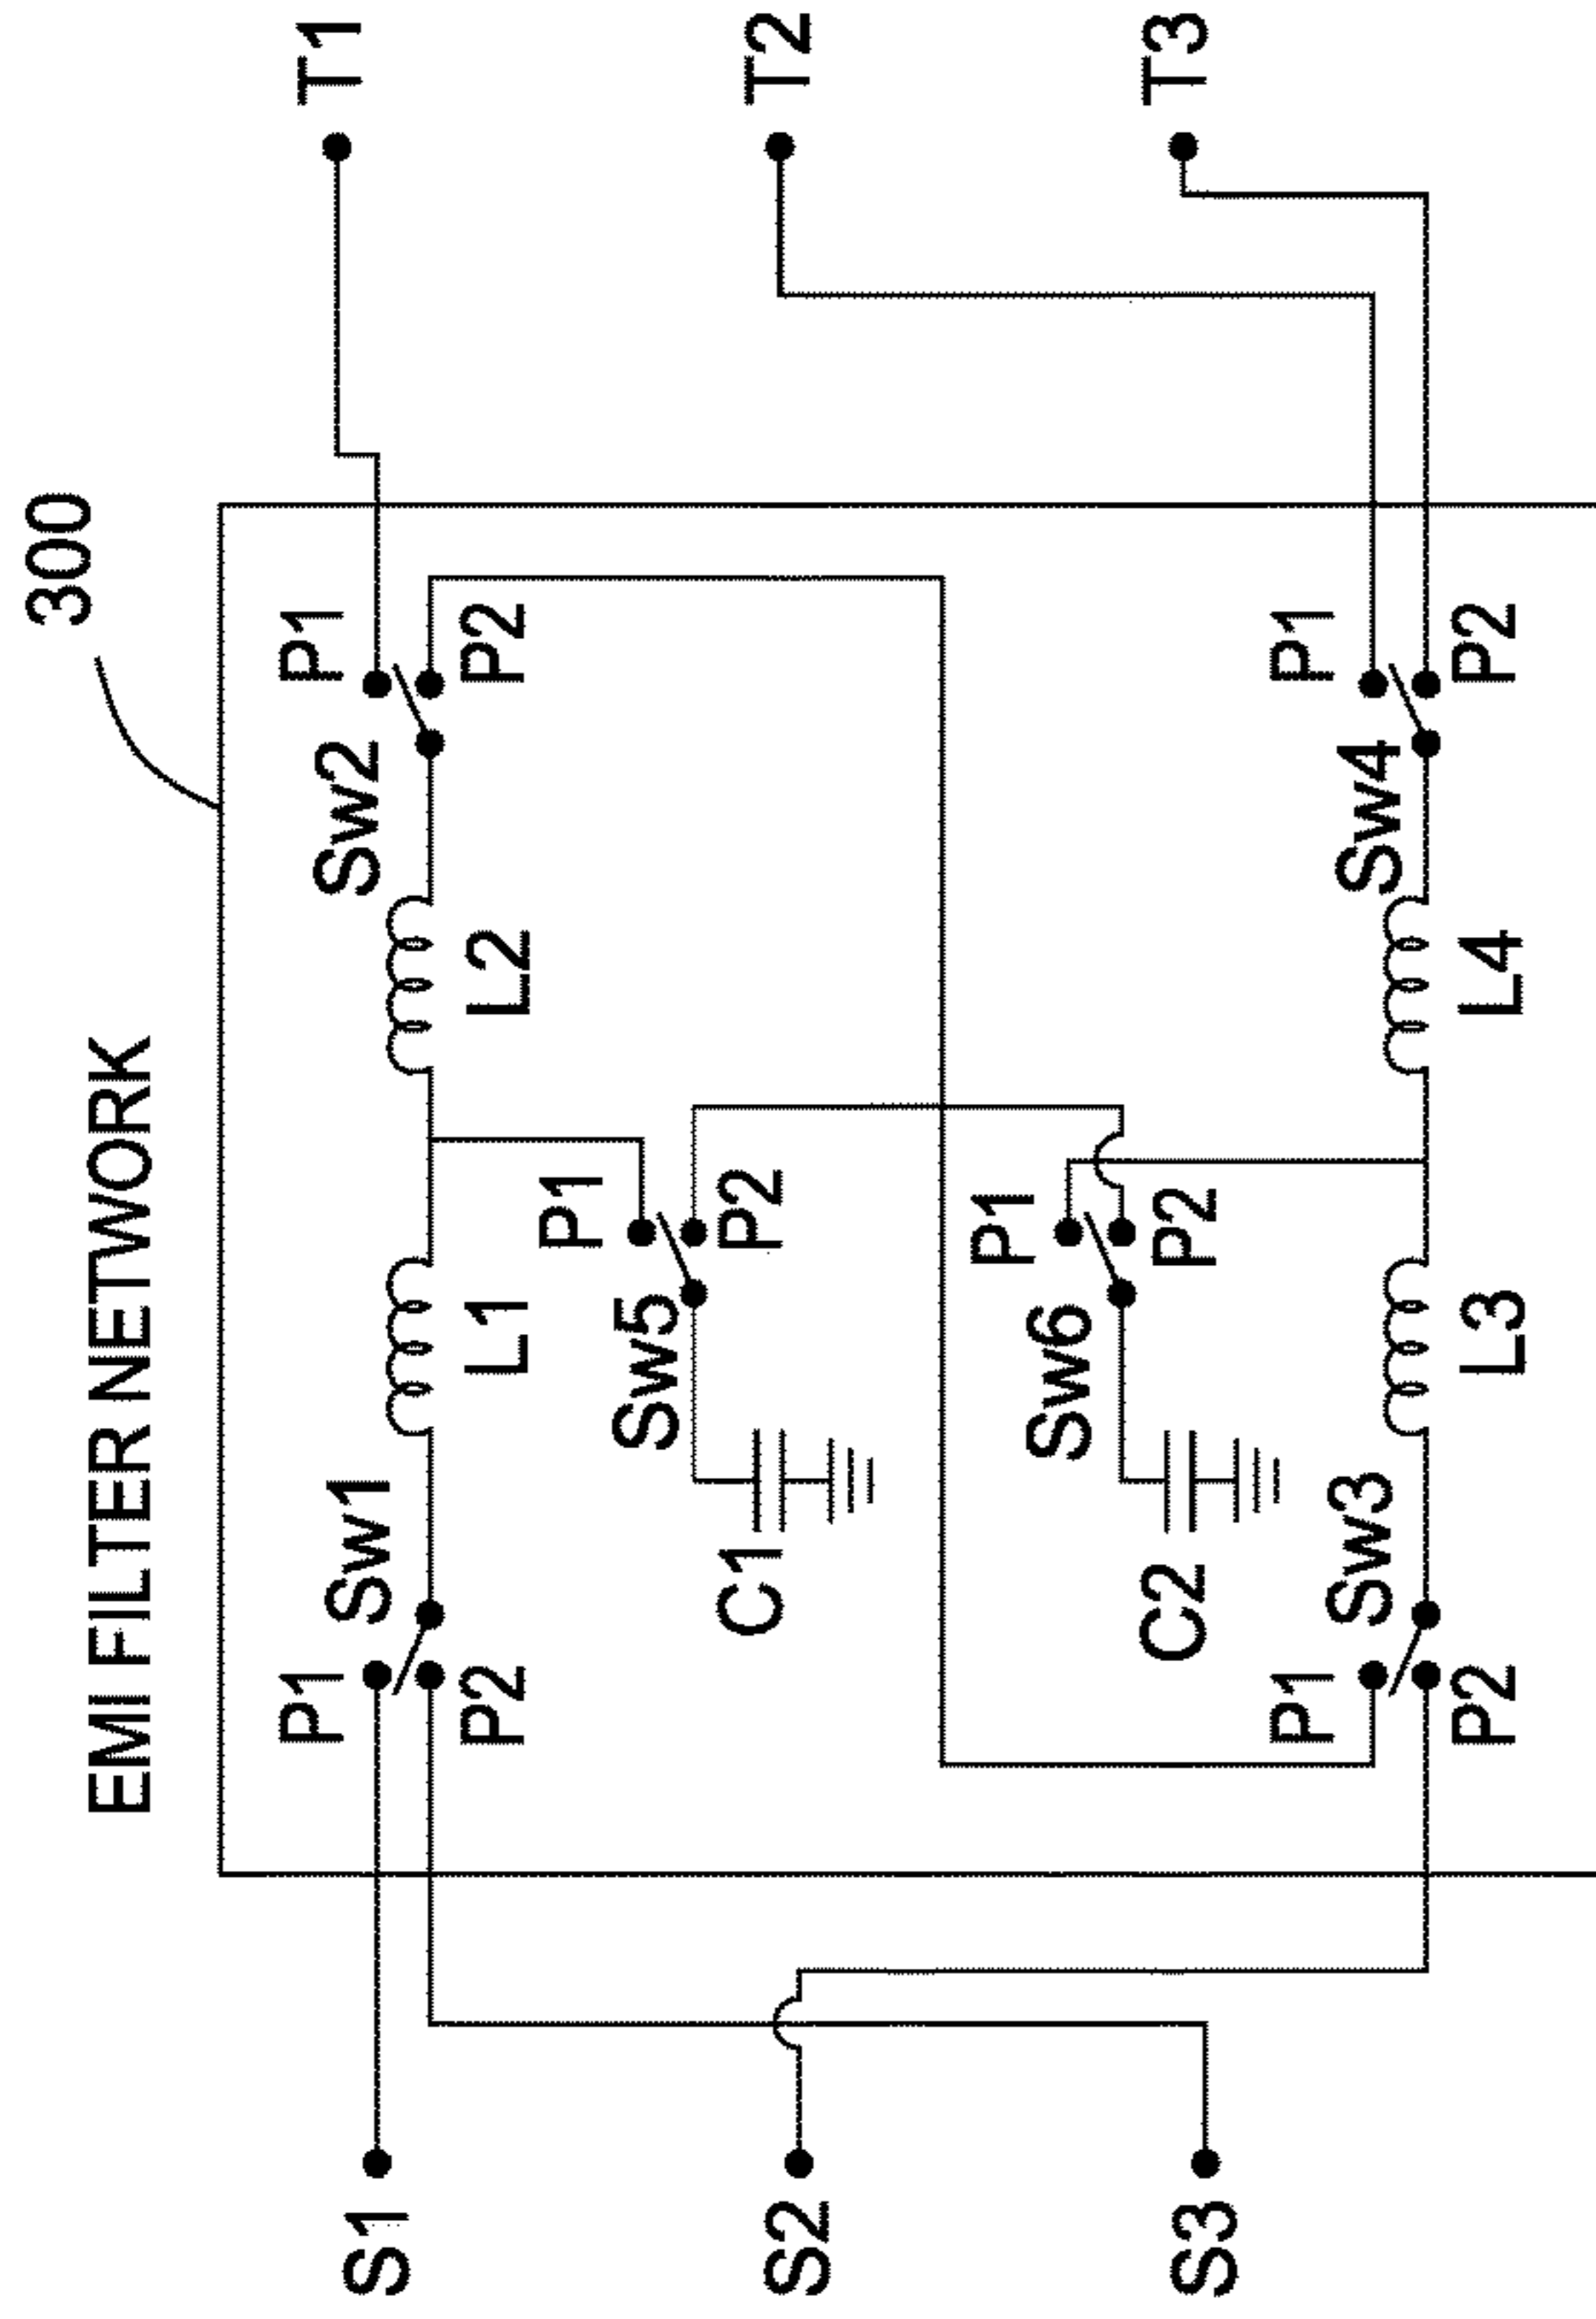 EMI FILTER NETWORK
300
S1
P1
Sw1
L1
L2
Sw2
P1
T1
P2
P2
P1
Sw5
P2
C1
S2
T2
P1
Sw6
P2
C2
S3
T3
P1
Sw3
L3
L4
Sw4
P1
P2
P2